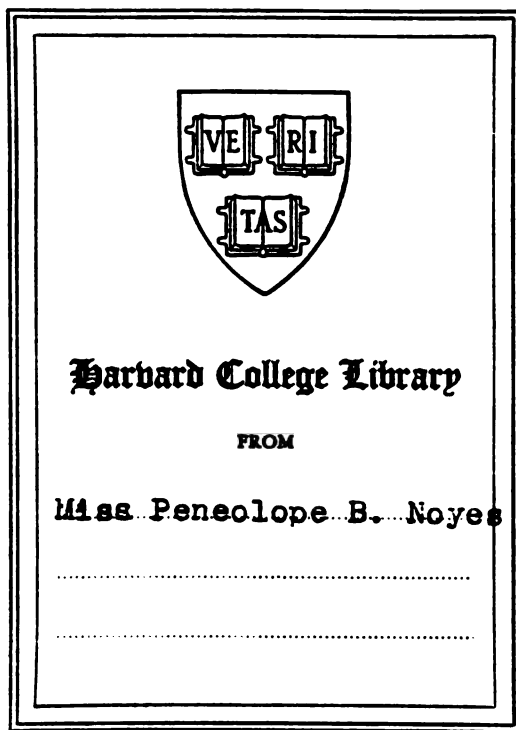 VE RI
TAS
Harvard College Library
FROM
Miss Peneolope B. Noyes